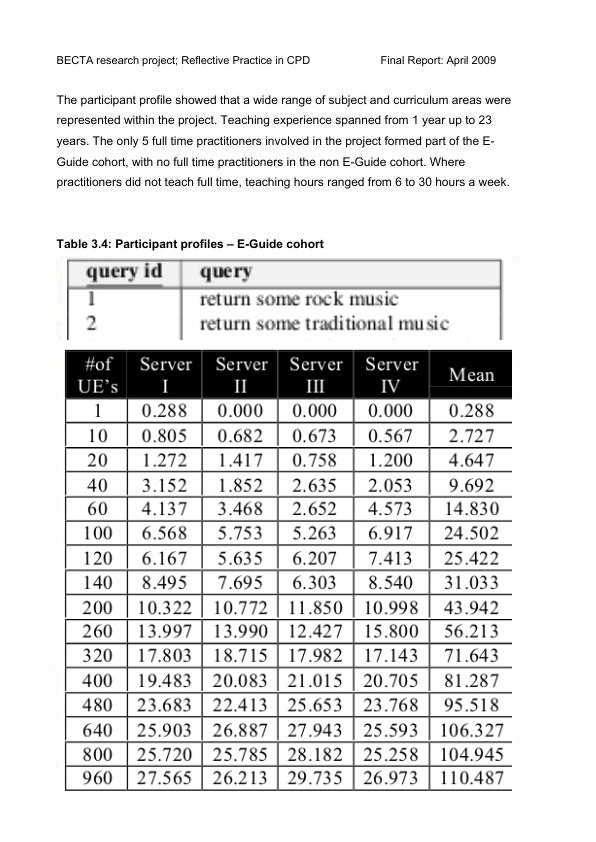 BECTA research project; Reflective Practice in CPD Final Report: April 2009
The participant profile showed that a wide range of subject and curriculum areas were
represented within the project. Teaching experience spanned from 1 year up to 23
years. The only 5 full time practitioners involved in the project formed part of the E-
Guide cohort, with no full time practitioners in the non E-Guide cohort. Where
practitioners did not teach full time, teaching hours ranged from 6 to 30 hours a week.
Table 3.4: Participant profiles – E-Guide cohort
query id query
1 return some rock music
2 return some traditional music
#of UE's Server I Server II Server III Server IV Mean
1 0.288 0.000 0.000 0.000 0.288
10 0.805 0.682 0.673 0.567 2.727
20 1.272 1.417 0.758 1.200 4.647
40 3.152 1.852 2.635 2.053 9.692
60 4.137 3.468 2.652 4.573 14.830
100 6.568 5.753 5.263 6.917 24.502
120 6.167 5.635 6.207 7.413 25.422
140 8.495 7.695 6.303 8.540 31.033
200 10.322 10.772 11.850 10.998 43.942
260 13.997 13.990 12.427 15.800 56.213
320 17.803 18.715 17.982 17.143 71.643
400 19.483 20.083 21.015 20.705 81.287
480 23.683 22.413 25.653 23.768 95.518
640 25.903 26.887 27.943 25.593 106.327
800 25.720 25.785 28.182 25.258 104.945
960 27.565 26.213 29.735 26.973 110.487